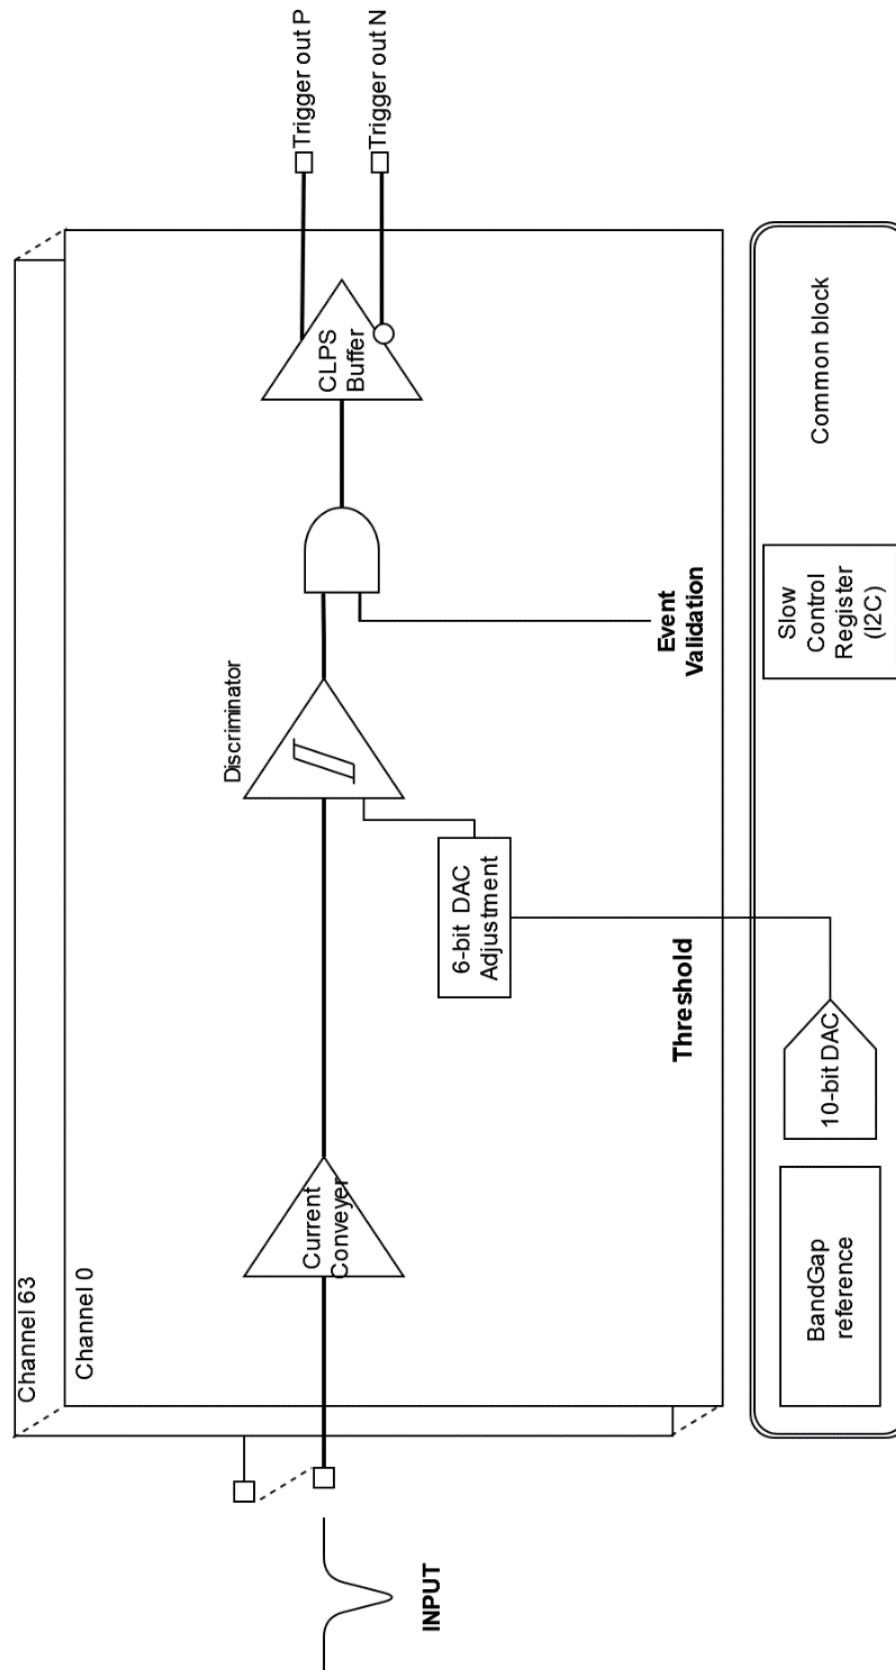 Channel 63
Channel 0
Trigger out P
Trigger out N
CLPS
Buffer
Discriminator
Current
Conveyer
6-bit DAC
Adjustment
Event
Validation
Threshold
INPUT
BandGap
reference
10-bit DAC
Slow
Control
Register
(I2C)
Common block